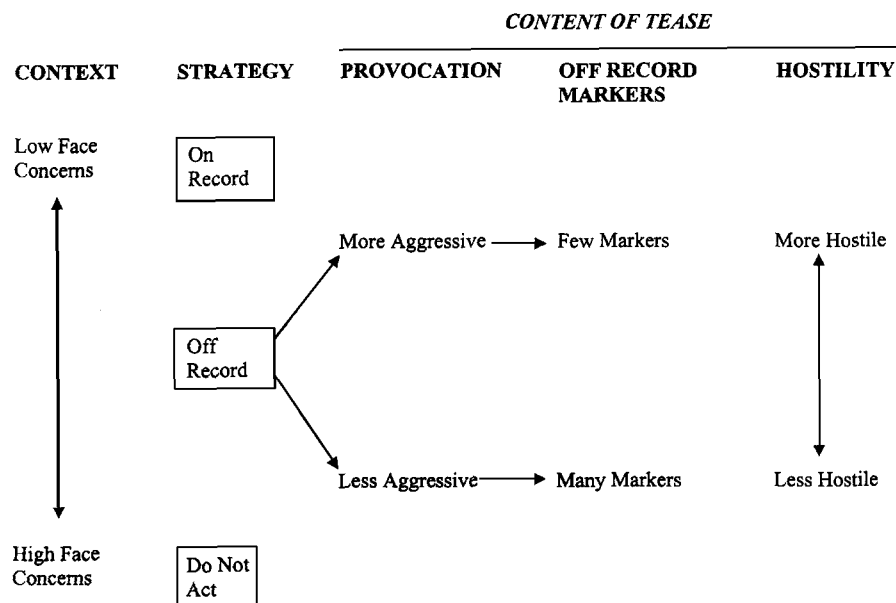 CONTENT OF TEASE
CONTEXT STRATEGY PROVOCATION OFF RECORD HOSTILITY
MARKERS
Low Face
Concerns
On
Record
More Aggressive Few Markers More Hostile
Off
Record
Less Aggressive Many Markers Less Hostile
High Face
Concerns
Do Not
Act